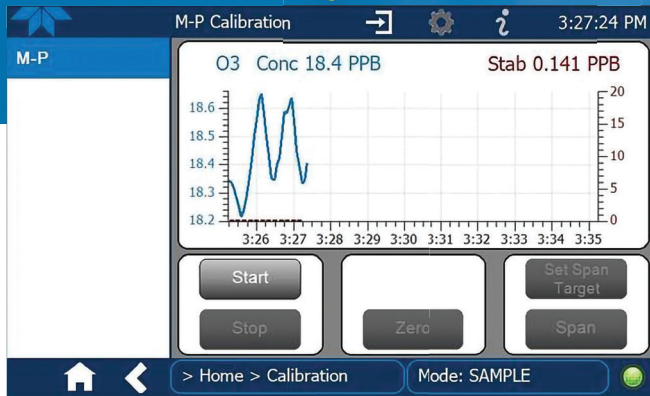 M-P Calibration
3:27:24 PM
M-P
O3 Conc 18.4 PPB
Stab 0.141 PPB
18.6
18.5
18.4
18.3
18.2
20
15
10
5
0
3:26 3:27 3:28 3:29 3:30 3:31 3:32 3:33 3:34 3:35
Start
Stop
Zero
Set Span
Target
Span
> Home > Calibration
Mode: SAMPLE